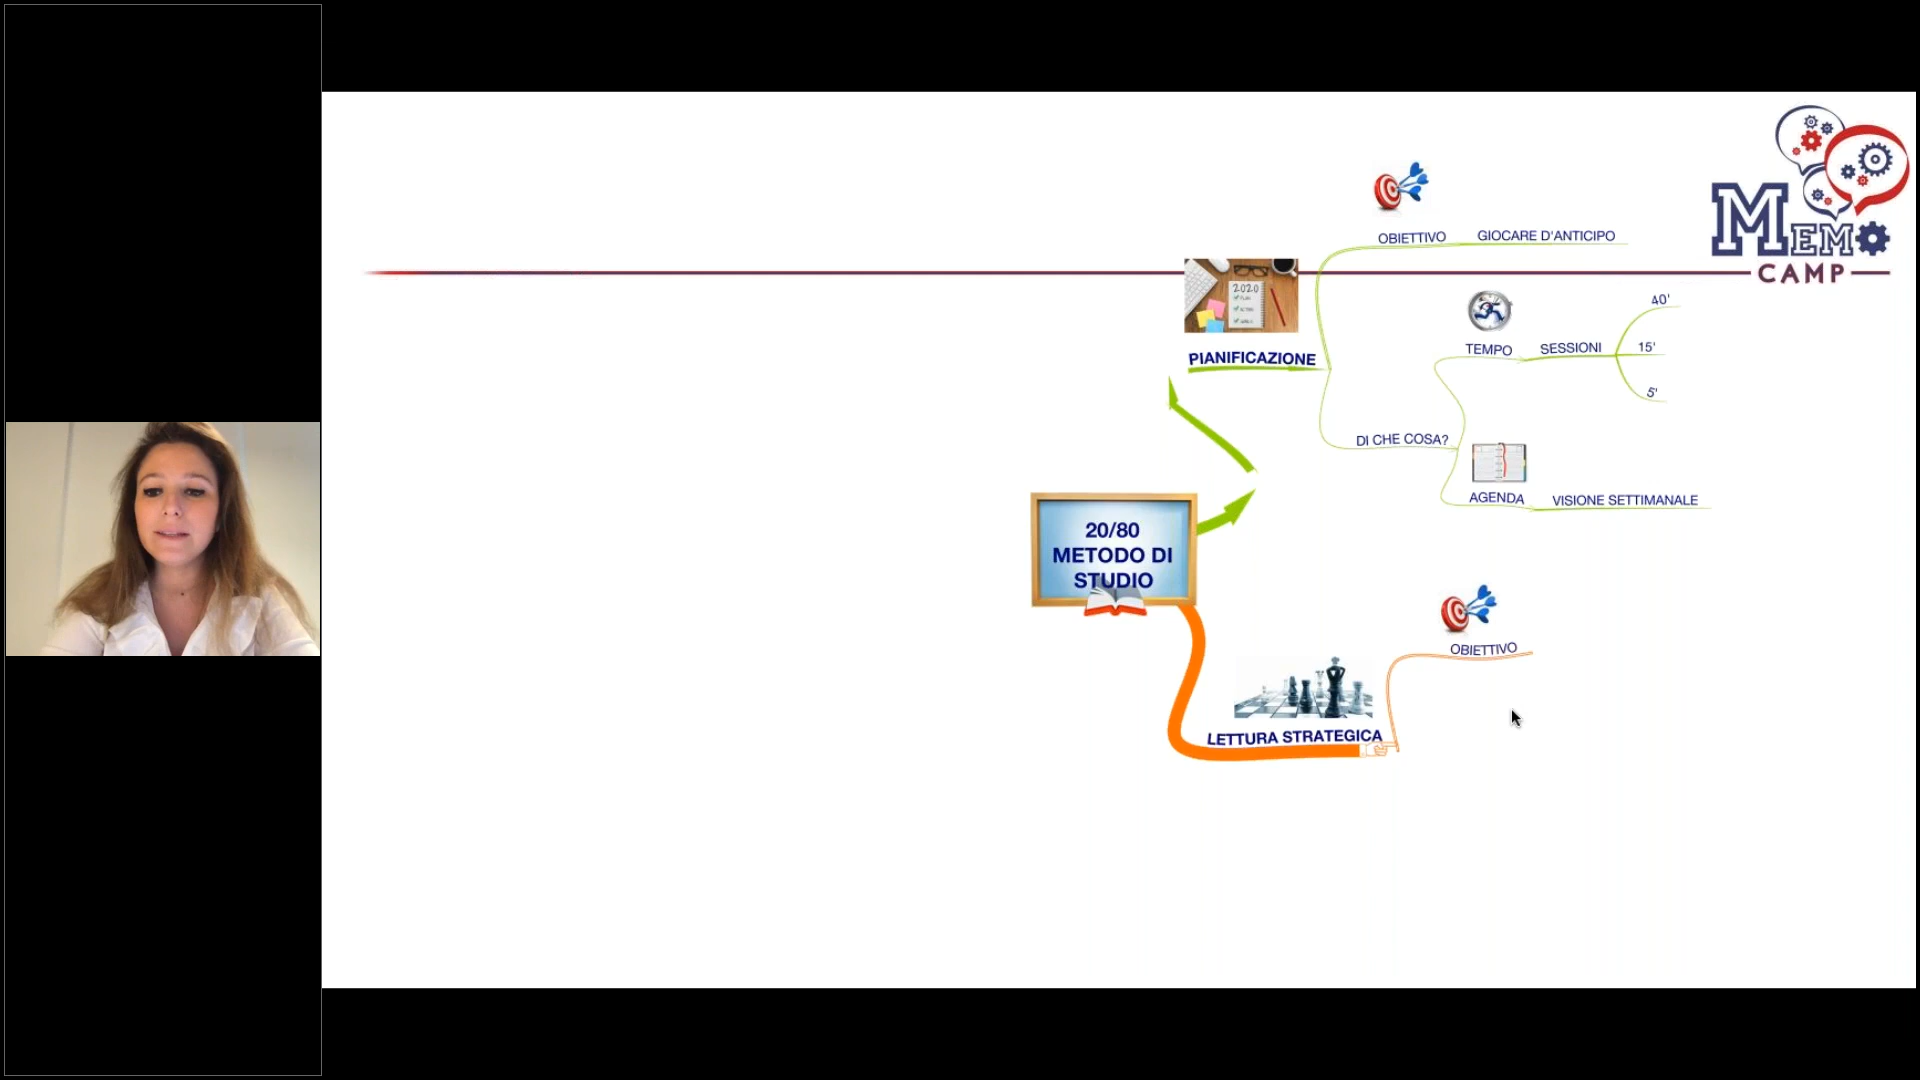 MEMO
CAMP
OBIETTIVO
GIOCARE D'ANTICIPO
2020
PIANIFICAZIONE
TEMPO
SESSIONI
40'
15'
5'
DI CHE COSA?
AGENDA
VISIONE SETTIMANALE
20/80
METODO DI
STUDIO
OBIETTIVO
LETTURA STRATEGICA